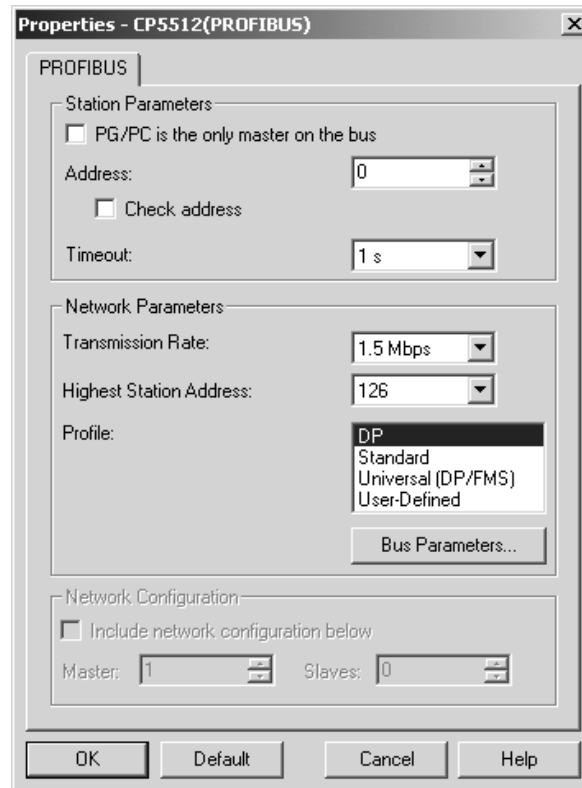 Properties - CP5512(PROFIBUS)
PROFIBUS
Station Parameters
PG/PC is the only master on the bus
Address: 0
Check address
Timeout: 1 s
Network Parameters
Transmission Rate: 1.5 Mbps
Highest Station Address: 126
Profile: DP
Standard
Universal (DP/FMS)
User-Defined
Bus Parameters...
Network Configuration
Include network configuration below
Master: 1 Slaves: 0
OK Default Cancel Help